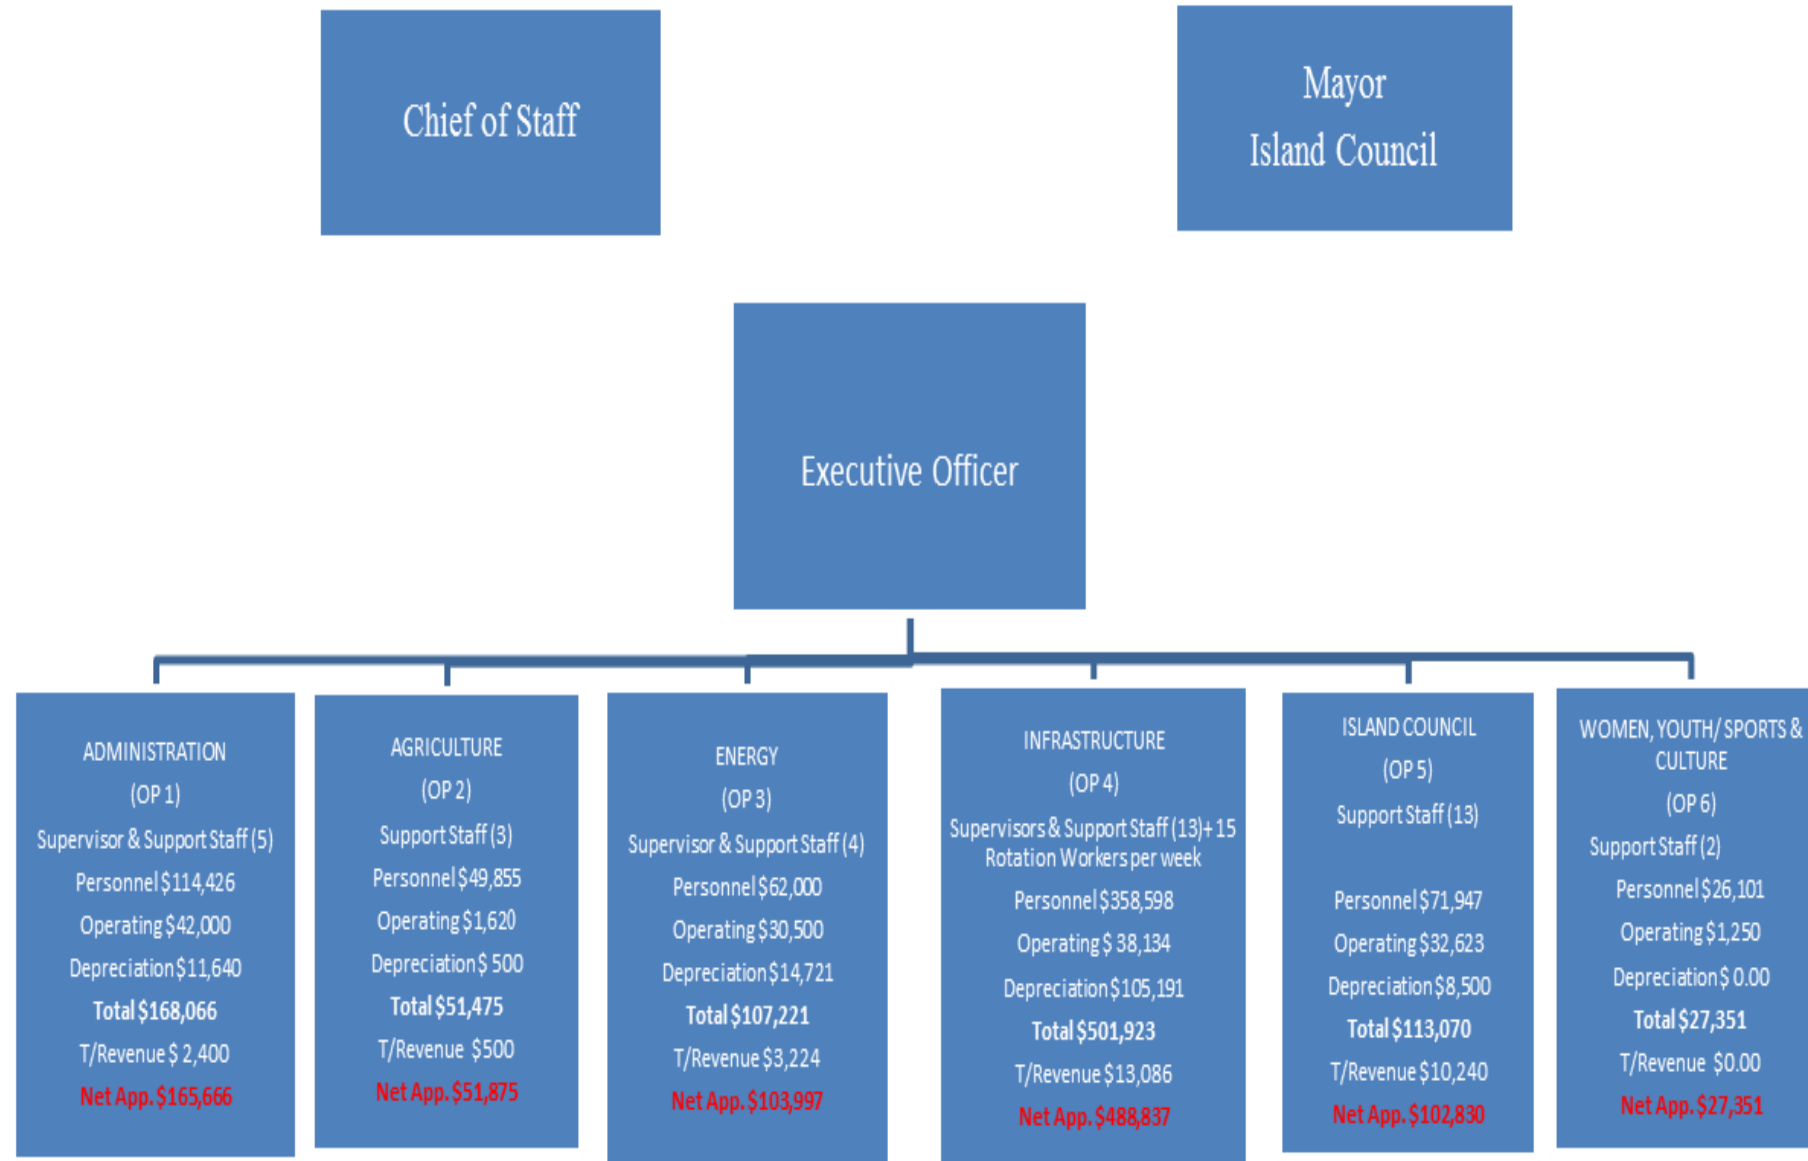 Chief of Staff
Mayor
Island Council
Executive Officer
ADMINISTRATION
(OP 1)
Supervisor & Support Staff (5)
Personnel $114,426
Operating $42,000
Depreciation $11,640
Total $168,066
T/Revenue $ 2,400
Net App. $165,666
AGRICULTURE
(OP 2)
Support Staff (3)
Personnel $49,855
Operating $1,620
Depreciation $ 500
Total $51,475
T/Revenue $500
Net App. $51,875
ENERGY
(OP 3)
Supervisor & Support Staff (4)
Personnel $62,000
Operating $30,500
Depreciation $14,721
Total $107,221
T/Revenue $3,224
Net App. $103,997
INFRASTRUCTURE
(OP 4)
Supervisors & Support Staff (13)+ 15
Rotation Workers per week
Personnel $358,598
Operating $ 38,134
Depreciation $105,191
Total $501,923
T/Revenue $13,086
Net App. $488,837
ISLAND COUNCIL
(OP 5)
Support Staff (13)
Personnel $71,947
Operating $32,623
Depreciation $8,500
Total $113,070
T/Revenue $10,240
Net App. $102,830
WOMEN, YOUTH/ SPORTS &
CULTURE
(OP 6)
Support Staff (2)
Personnel $26,101
Operating $1,250
Depreciation $ 0.00
Total $27,351
T/Revenue $0.00
Net App. $27,351